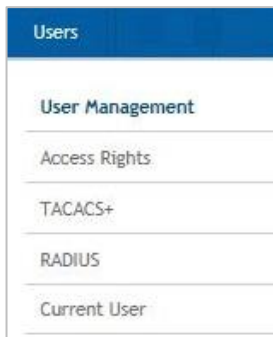 Users
User Management
Access Rights
TACACS+
RADIUS
Current User